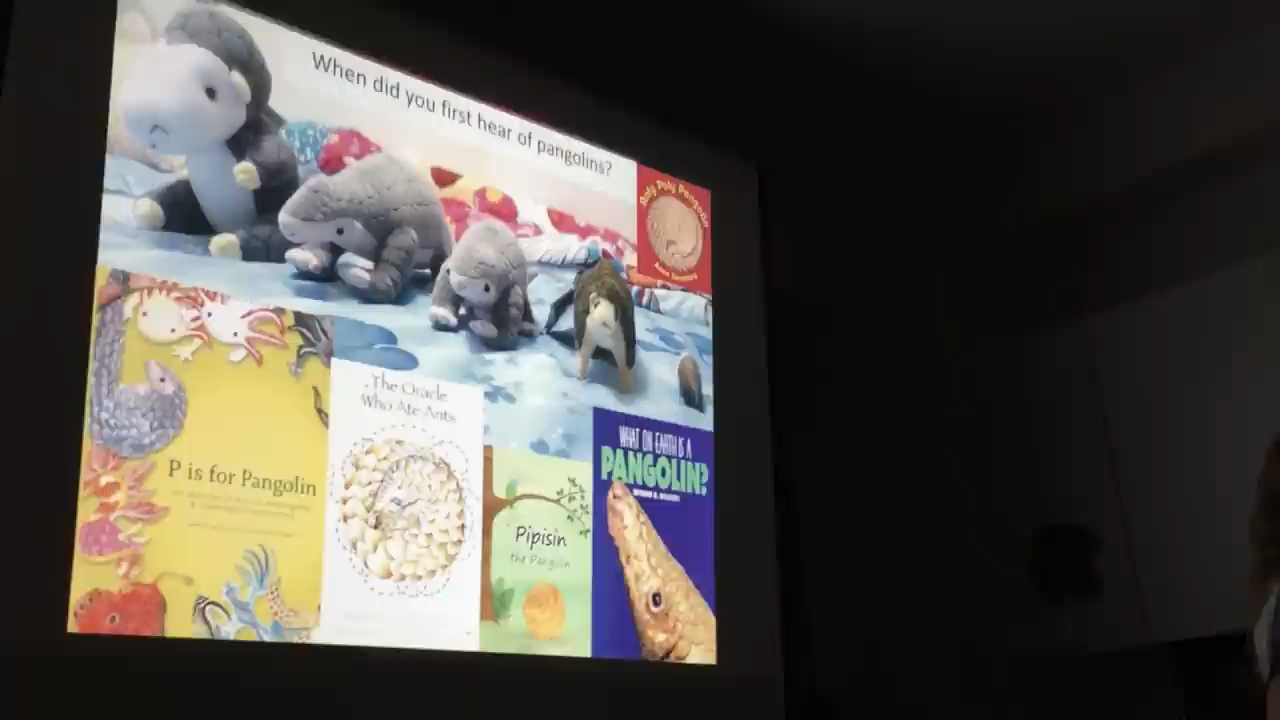 When did you first hear of pangolins?
Roly Poly Pangolin
P is for Pangolin
The Oracle
Who Ate Ants
Pipisin
the Pangolin
WHAT ON EARTH IS A
PANGOLIN?